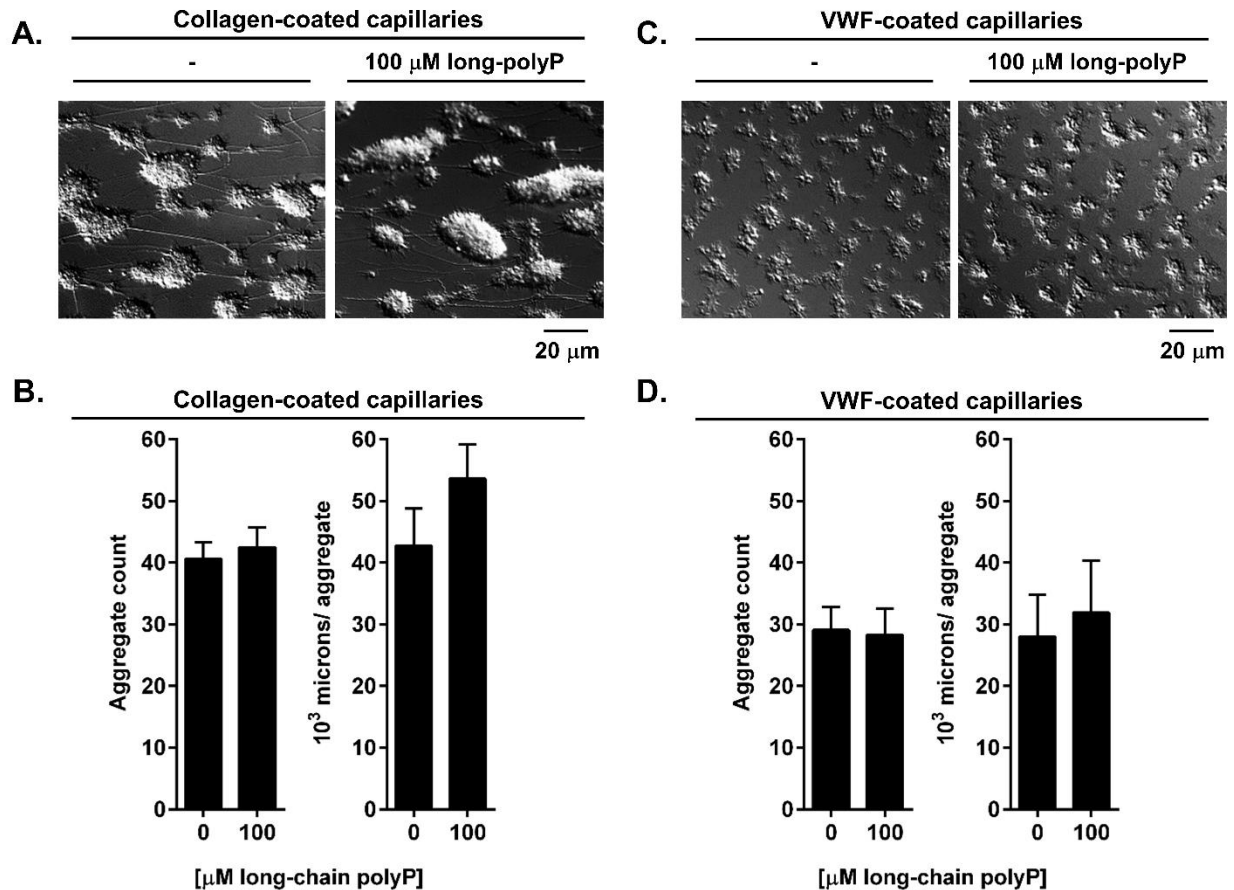 A.
Collagen-coated capillaries
-
100 μM long-polyP
20 μm
B.
Collagen-coated capillaries
Aggregate count
60
50
40
30
20
10
0
0
100
10³ microns/ aggregate
60
50
40
30
20
10
0
0
100
[μM long-chain polyP]
C.
VWF-coated capillaries
-
100 μM long-polyP
20 μm
D.
VWF-coated capillaries
Aggregate count
60
50
40
30
20
10
0
0
100
10³ microns/ aggregate
60
50
40
30
20
10
0
0
100
[μM long-chain polyP]